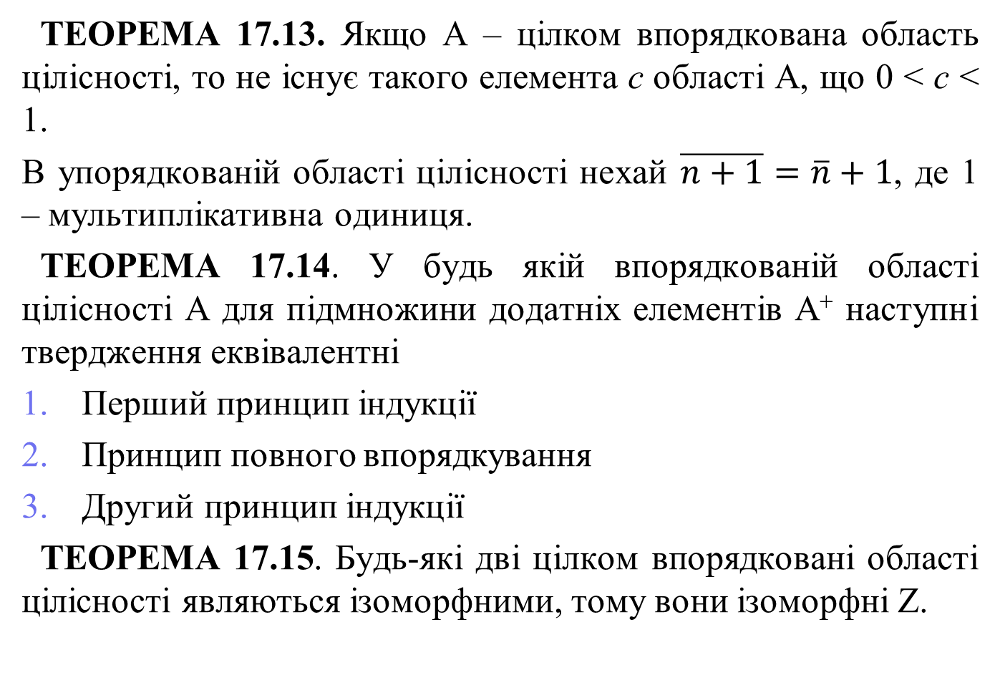 ТЕОРЕМА 17.13. Якщо А – цілком впорядкована область
цілісності, то не існує такого елемента c області А, що 0 < c <
1.
В упорядкованій області цілісності нехай $\overline{n+1} = \bar{n} + 1$, де 1
– мультиплікативна одиниця.
ТЕОРЕМА 17.14. У будь якій впорядкованій області
цілісності А для підмножини додатніх елементів А⁺ наступні
твердження еквівалентні
1. Перший принцип індукції
2. Принцип повного впорядкування
3. Другий принцип індукції
ТЕОРЕМА 17.15. Будь-які дві цілком впорядковані області
цілісності являються ізоморфними, тому вони ізоморфні Z.